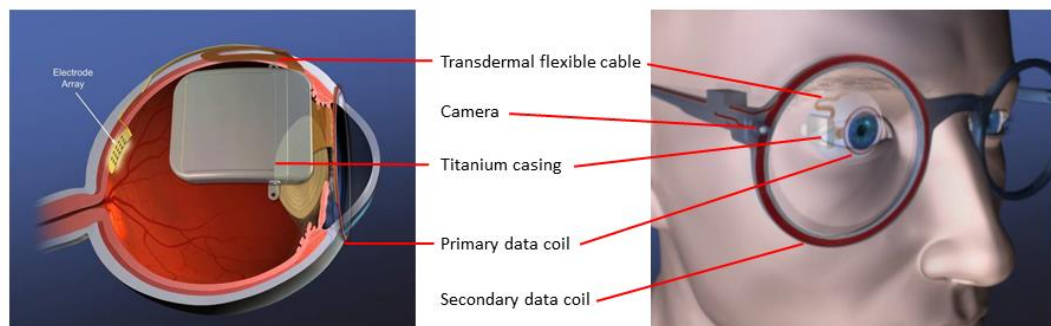 Electrode
Array
Transdermal flexible cable
Camera
Titanium casing
Primary data coil
Secondary data coil